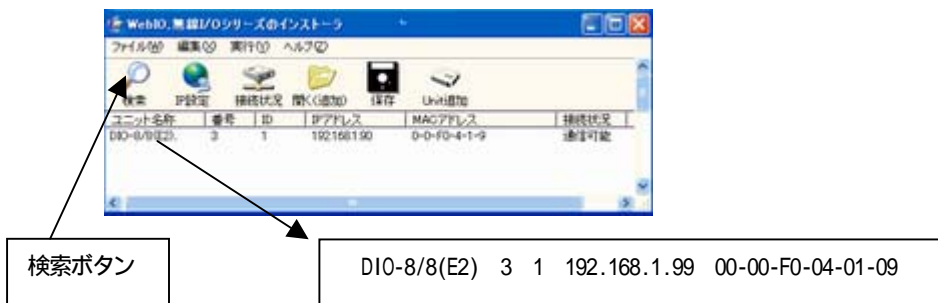 WebIO.無線I/Oシリーズのインストーラ
ファイル(W) 編集(V) 実行(Y) ヘルプ(Z)
検索 IP設定 接続状況 開く(追加) 保存 Unit追加
ユニット名称 番号 ID IPアドレス MACアドレス 接続状況
DIO-8/8(E2). 3 1 192.168.1.90 0-0-F0-4-1-9 通信可能
検索ボタン
DIO-8/8(E2) 3 1 192.168.1.99 00-00-F0-04-01-09